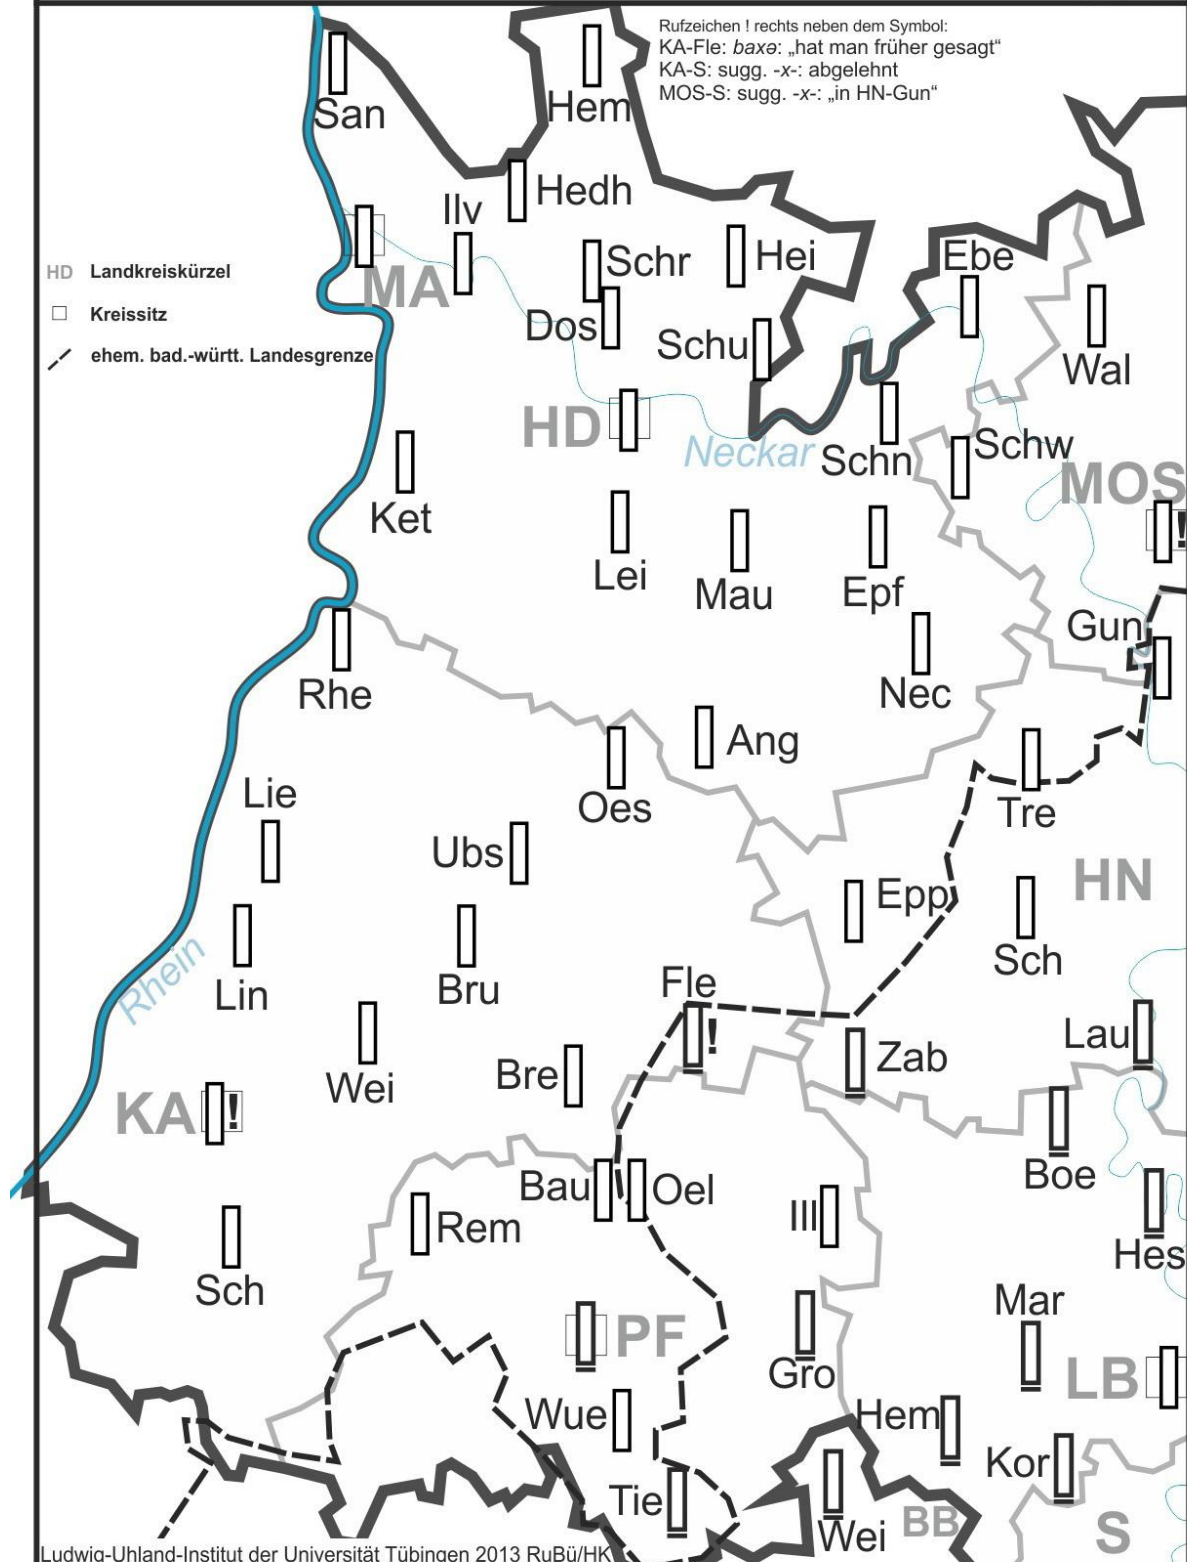 Rufzeichen ! rechts neben dem Symbol:
KA-Fle: baxə: „hat man früher gesagt“
KA-S: sugg. -x-: abgelehnt
MOS-S: sugg. -x-: „in HN-Gun“
San
Hem
Hedh
Ilv
Schr
Hei
Ebe
HD Landkreiskürzel
MA
Kreissitz
Dos
Schu
ehem. bad.-württ. Landesgrenze
Wal
HD
Neckar
Schn
Schw
MOS
!
Ket
Lei
Mau
Epf
Gun
Rhe
Nec
Ang
Lie
Oes
Tre
Ubs
HN
Epp
Rhein
Lin
Bru
Sch
Fle
!
Lau
Zab
Wei
Bre
KA
!
Boe
Bau
Oel
Rem
Ill
Hes
Sch
Mar
PF
Gro
LB
Wue
Hem
Kor
Tie
Wei
BB
S
Ludwig-Uhland-Institut der Universität Tübingen 2013 RuBü/HK